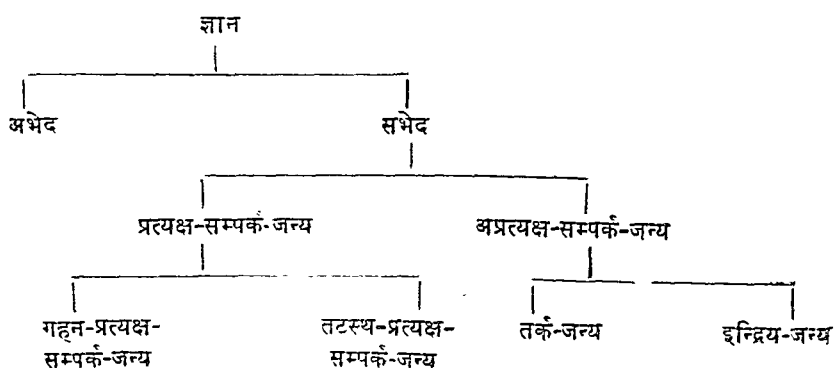 ज्ञान
अभेद सभेद
प्रत्यक्ष-सम्पर्क-जन्य अप्रत्यक्ष-सम्पर्क-जन्य
गहन-प्रत्यक्ष- तटस्थ-प्रत्यक्ष- तर्क-जन्य इन्द्रिय-जन्य
सम्पर्क-जन्य सम्पर्क-जन्य